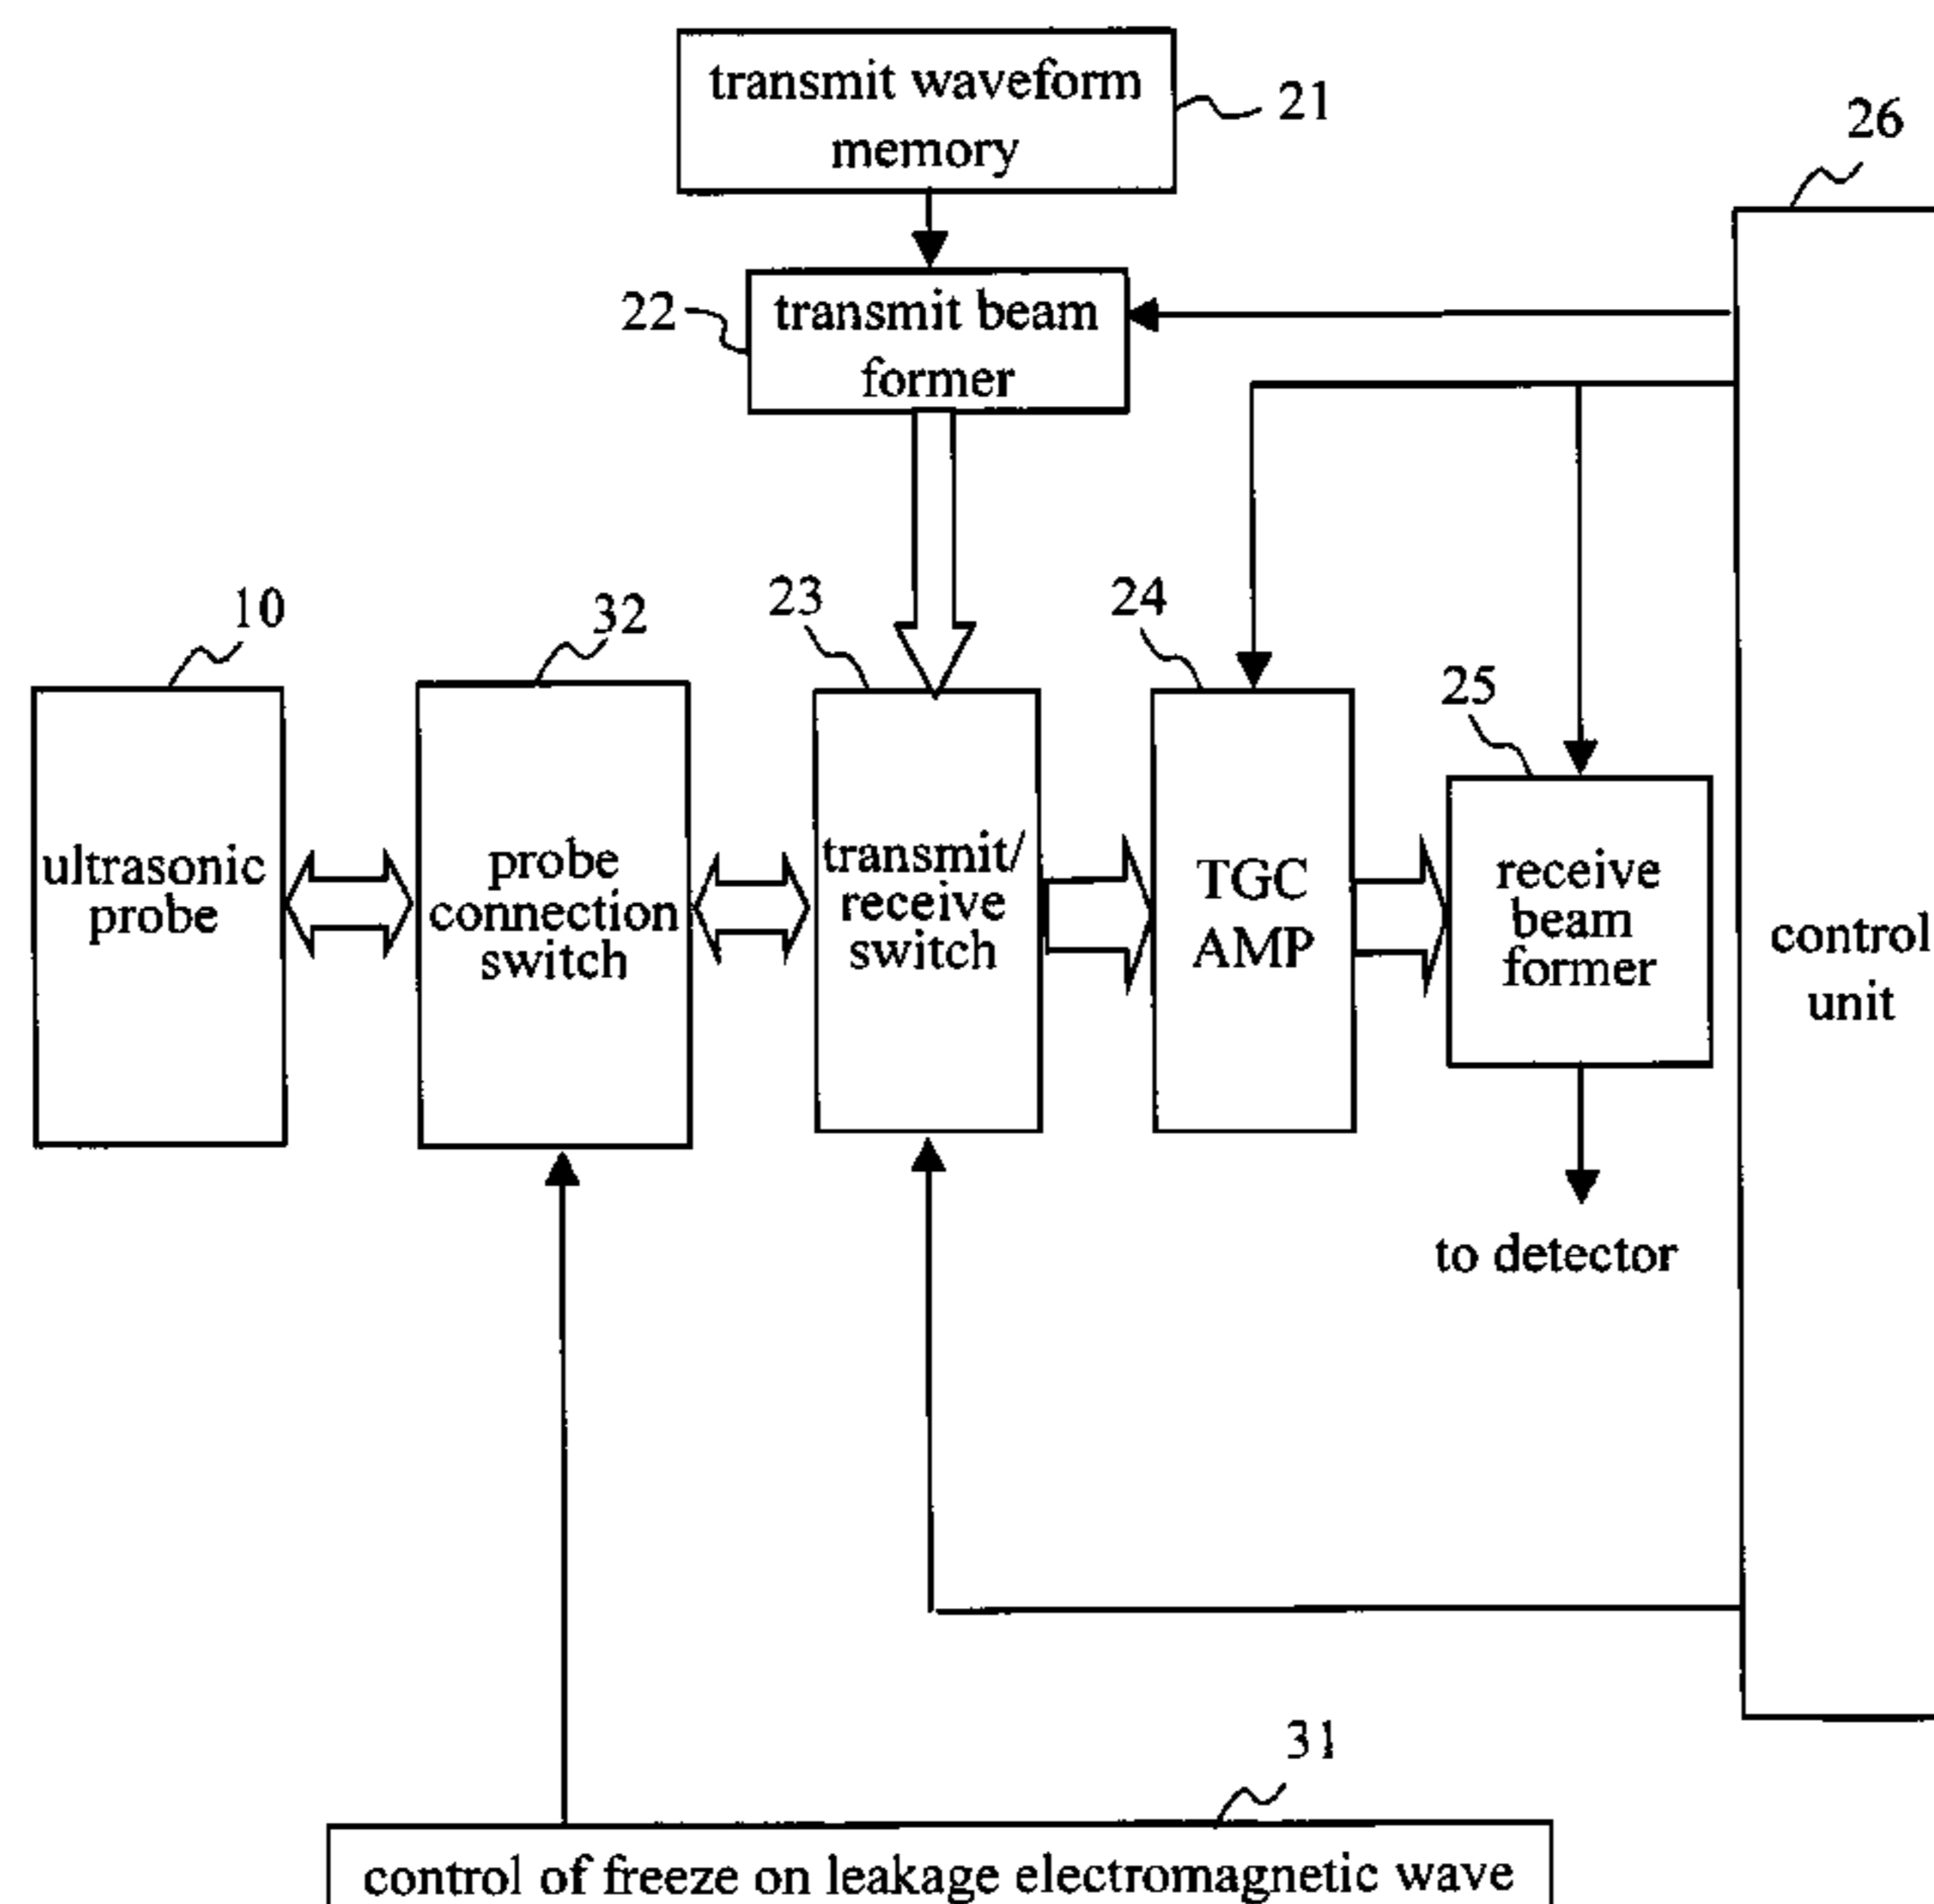 transmit waveform
memory
21
26
22
transmit beam
former
10
32
23
24
25
ultrasonic
probe
probe
connection
switch
transmit/
receive
switch
TGC
AMP
receive
beam
former
control
unit
to detector
31
control of freeze on leakage electromagnetic wave